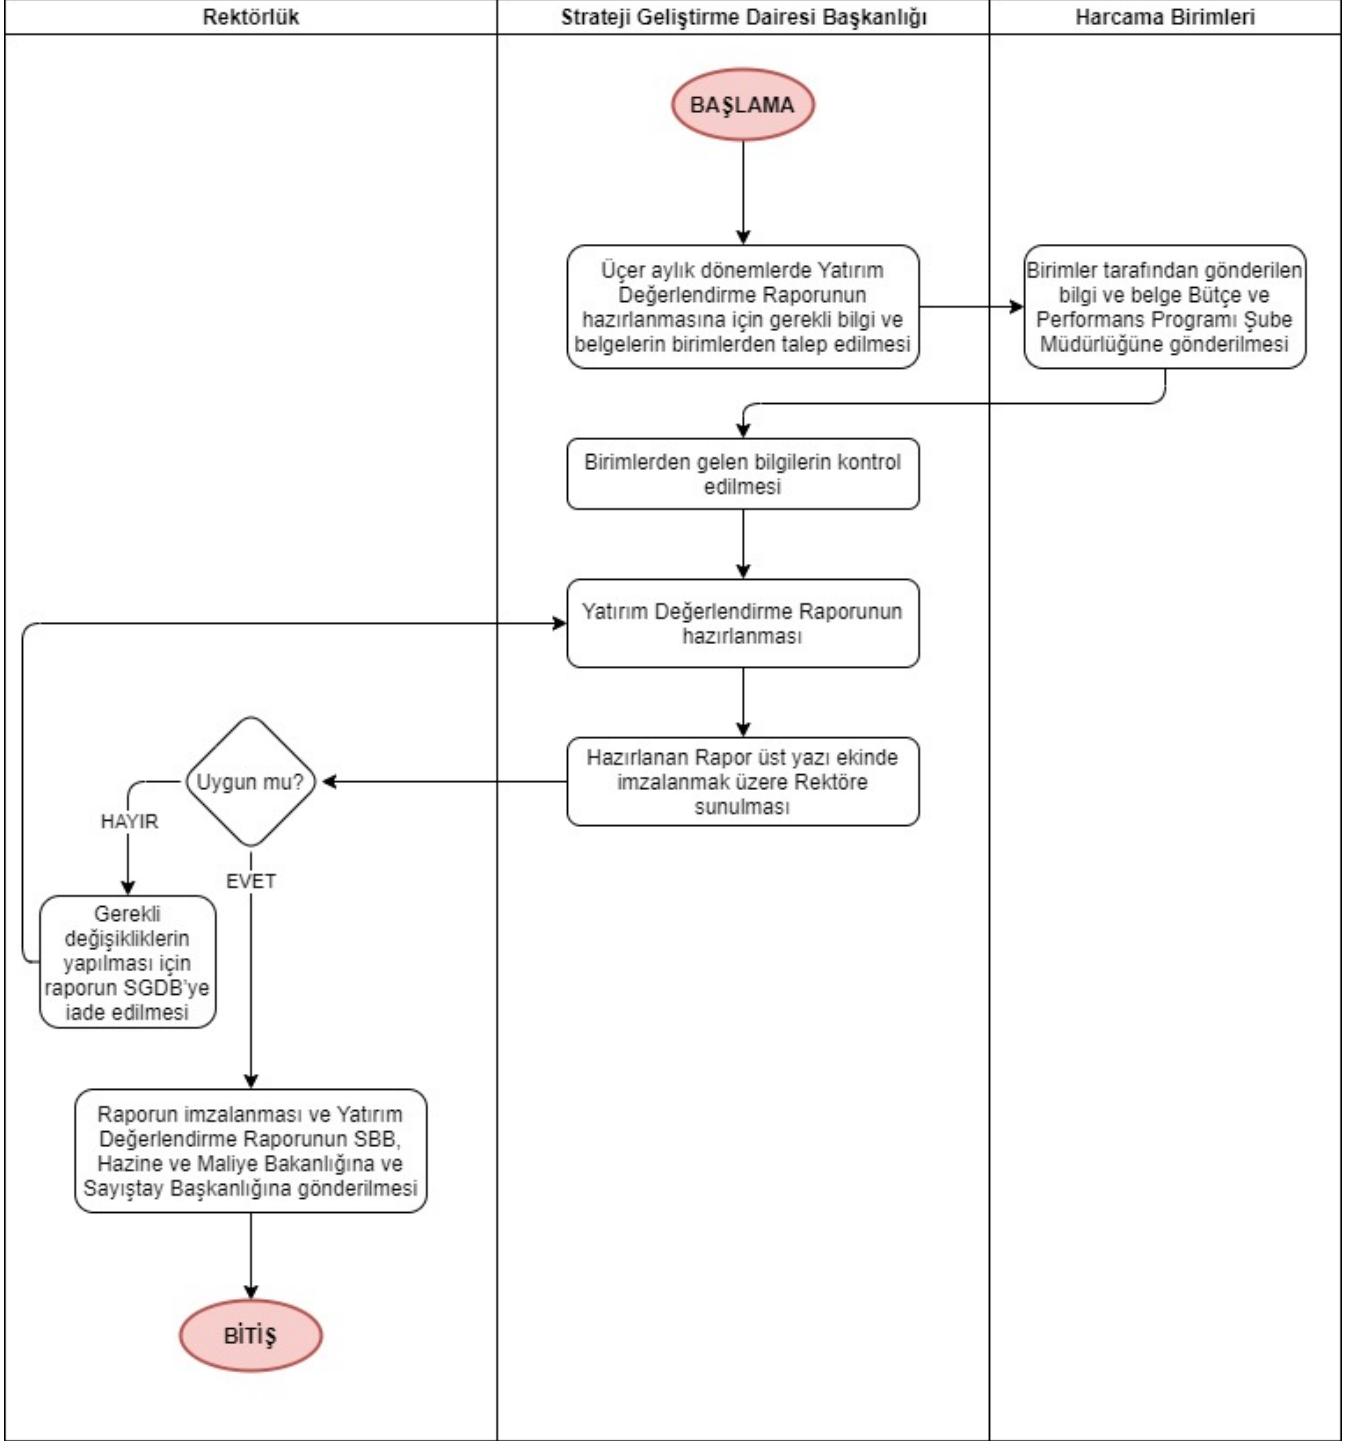 Rektörlük
Strateji Geliştirme Dairesi Başkanlığı
Harcama Birimleri
BAŞLAMA
Üçer aylık dönemlerde Yatırım
Değerlendirme Raporunun
hazırlanmasına için gerekli bilgi ve
belgelerin birimlerden talep edilmesi
Birimler tarafından gönderilen
bilgi ve belge Bütçe ve
Performans Programı Şube
Müdürlüğüne gönderilmesi
Birimlerden gelen bilgilerin kontrol
edilmesi
Yatırım Değerlendirme Raporunun
hazırlanması
Hazırlanan Rapor üst yazı ekinde
imzalanmak üzere Rektöre
sunulması
Uygun mu?
HAYIR
EVET
Gerekli
değişikliklerin
yapılması için
raporun SGDB'ye
iade edilmesi
Raporun imzalanması ve Yatırım
Değerlendirme Raporunun SBB,
Hazine ve Maliye Bakanlığına ve
Sayıştay Başkanlığına gönderilmesi
BİTİŞ